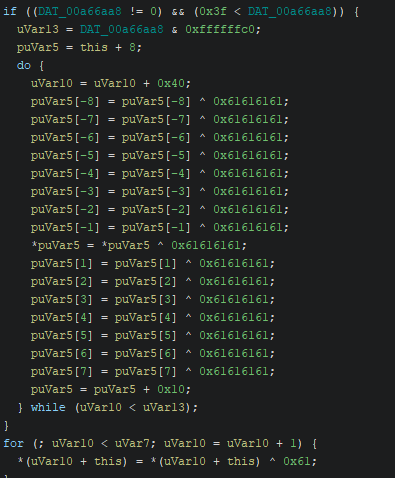 if ((DAT_00a66aa8 != 0) && (0x3f < DAT_00a66aa8)) {
uVar13 = DAT_00a66aa8 & 0xffffffc0;
puVar5 = this + 8;
do {
uVar10 = uVar10 + 0x40;
puVar5[-8] = puVar5[-8] ^ 0x61616161;
puVar5[-7] = puVar5[-7] ^ 0x61616161;
puVar5[-6] = puVar5[-6] ^ 0x61616161;
puVar5[-5] = puVar5[-5] ^ 0x61616161;
puVar5[-4] = puVar5[-4] ^ 0x61616161;
puVar5[-3] = puVar5[-3] ^ 0x61616161;
puVar5[-2] = puVar5[-2] ^ 0x61616161;
puVar5[-1] = puVar5[-1] ^ 0x61616161;
*puVar5 = *puVar5 ^ 0x61616161;
puVar5[1] = puVar5[1] ^ 0x61616161;
puVar5[2] = puVar5[2] ^ 0x61616161;
puVar5[3] = puVar5[3] ^ 0x61616161;
puVar5[4] = puVar5[4] ^ 0x61616161;
puVar5[5] = puVar5[5] ^ 0x61616161;
puVar5[6] = puVar5[6] ^ 0x61616161;
puVar5[7] = puVar5[7] ^ 0x61616161;
puVar5 = puVar5 + 0x10;
} while (uVar10 < uVar13);
}
for (; uVar10 < uVar7; uVar10 = uVar10 + 1) {
*(uVar10 + this) = *(uVar10 + this) ^ 0x61;
}